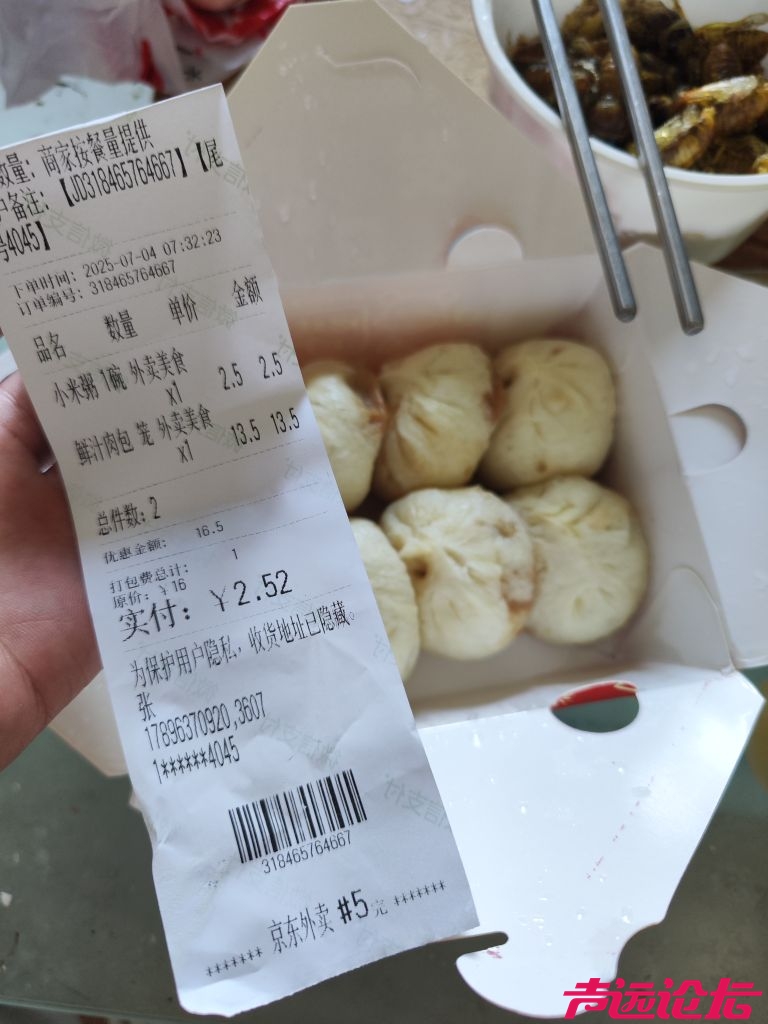 数量：商家按餐量提供
户备注：【JD318465764667】【尾
号4045】
下单时间：2025-07-04 07:32:23
订单编号：318465764667
品名 数量 单价 金额
小米粥 1碗 外卖美食
x1 2.5 2.5
鲜汁肉包 笼 外卖美食
x1 13.5 13.5
总件数：2
优惠金额： 16.5
打包费总计： 1
原价：￥16
实付：￥2.52
为保护用户隐私，收货地址已隐藏。
张
17896370920,3607
1******4045
318465764667
******* 京东外卖 #5 完 *******
声远论坛